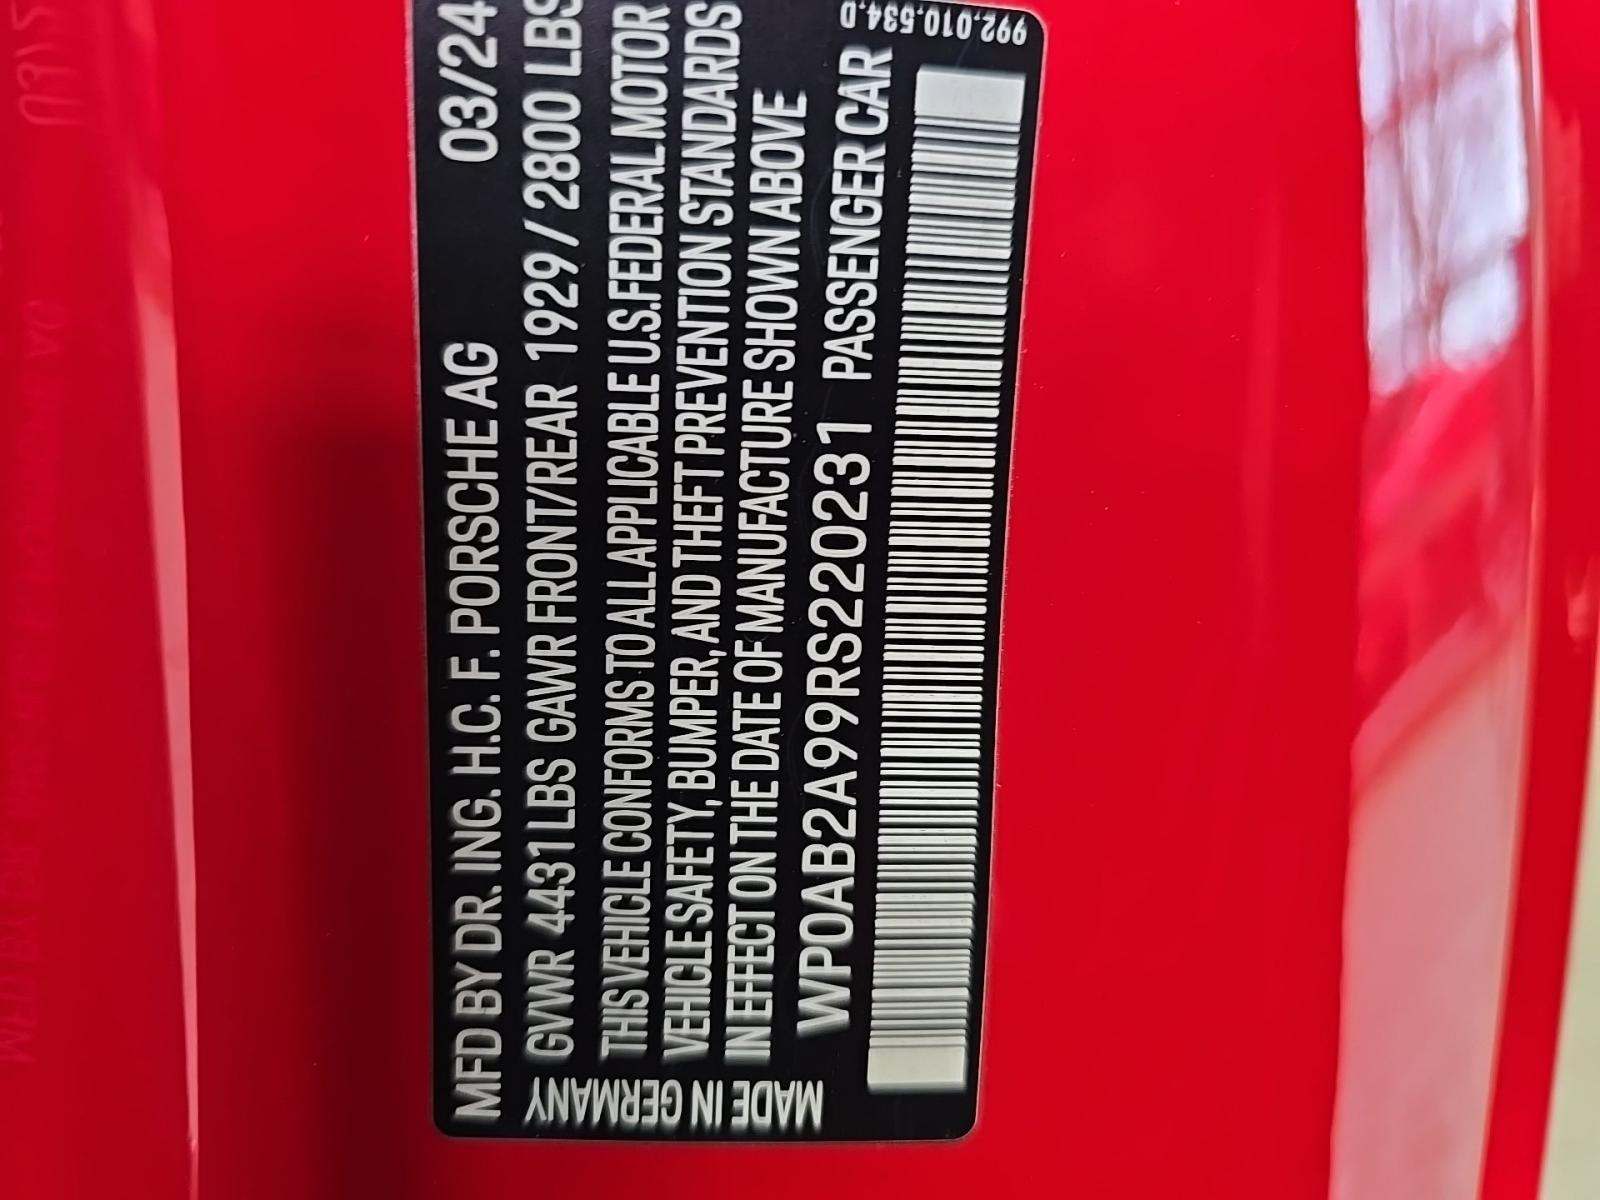 MFD BY DR. ING. H.C. F. PORSCHE AG 03/24
GVWR 4431 LBS GAWR FRONT/REAR 1929 / 2800 LBS
THIS VEHICLE CONFORMS TO ALL APPLICABLE U.S. FEDERAL MOTOR
VEHICLE SAFETY, BUMPER, AND THEFT PREVENTION STANDARDS
IN EFFECT ON THE DATE OF MANUFACTURE SHOWN ABOVE
WP0AB2A99RS220231 PASSENGER CAR
MADE IN GERMANY
992.010.534.D